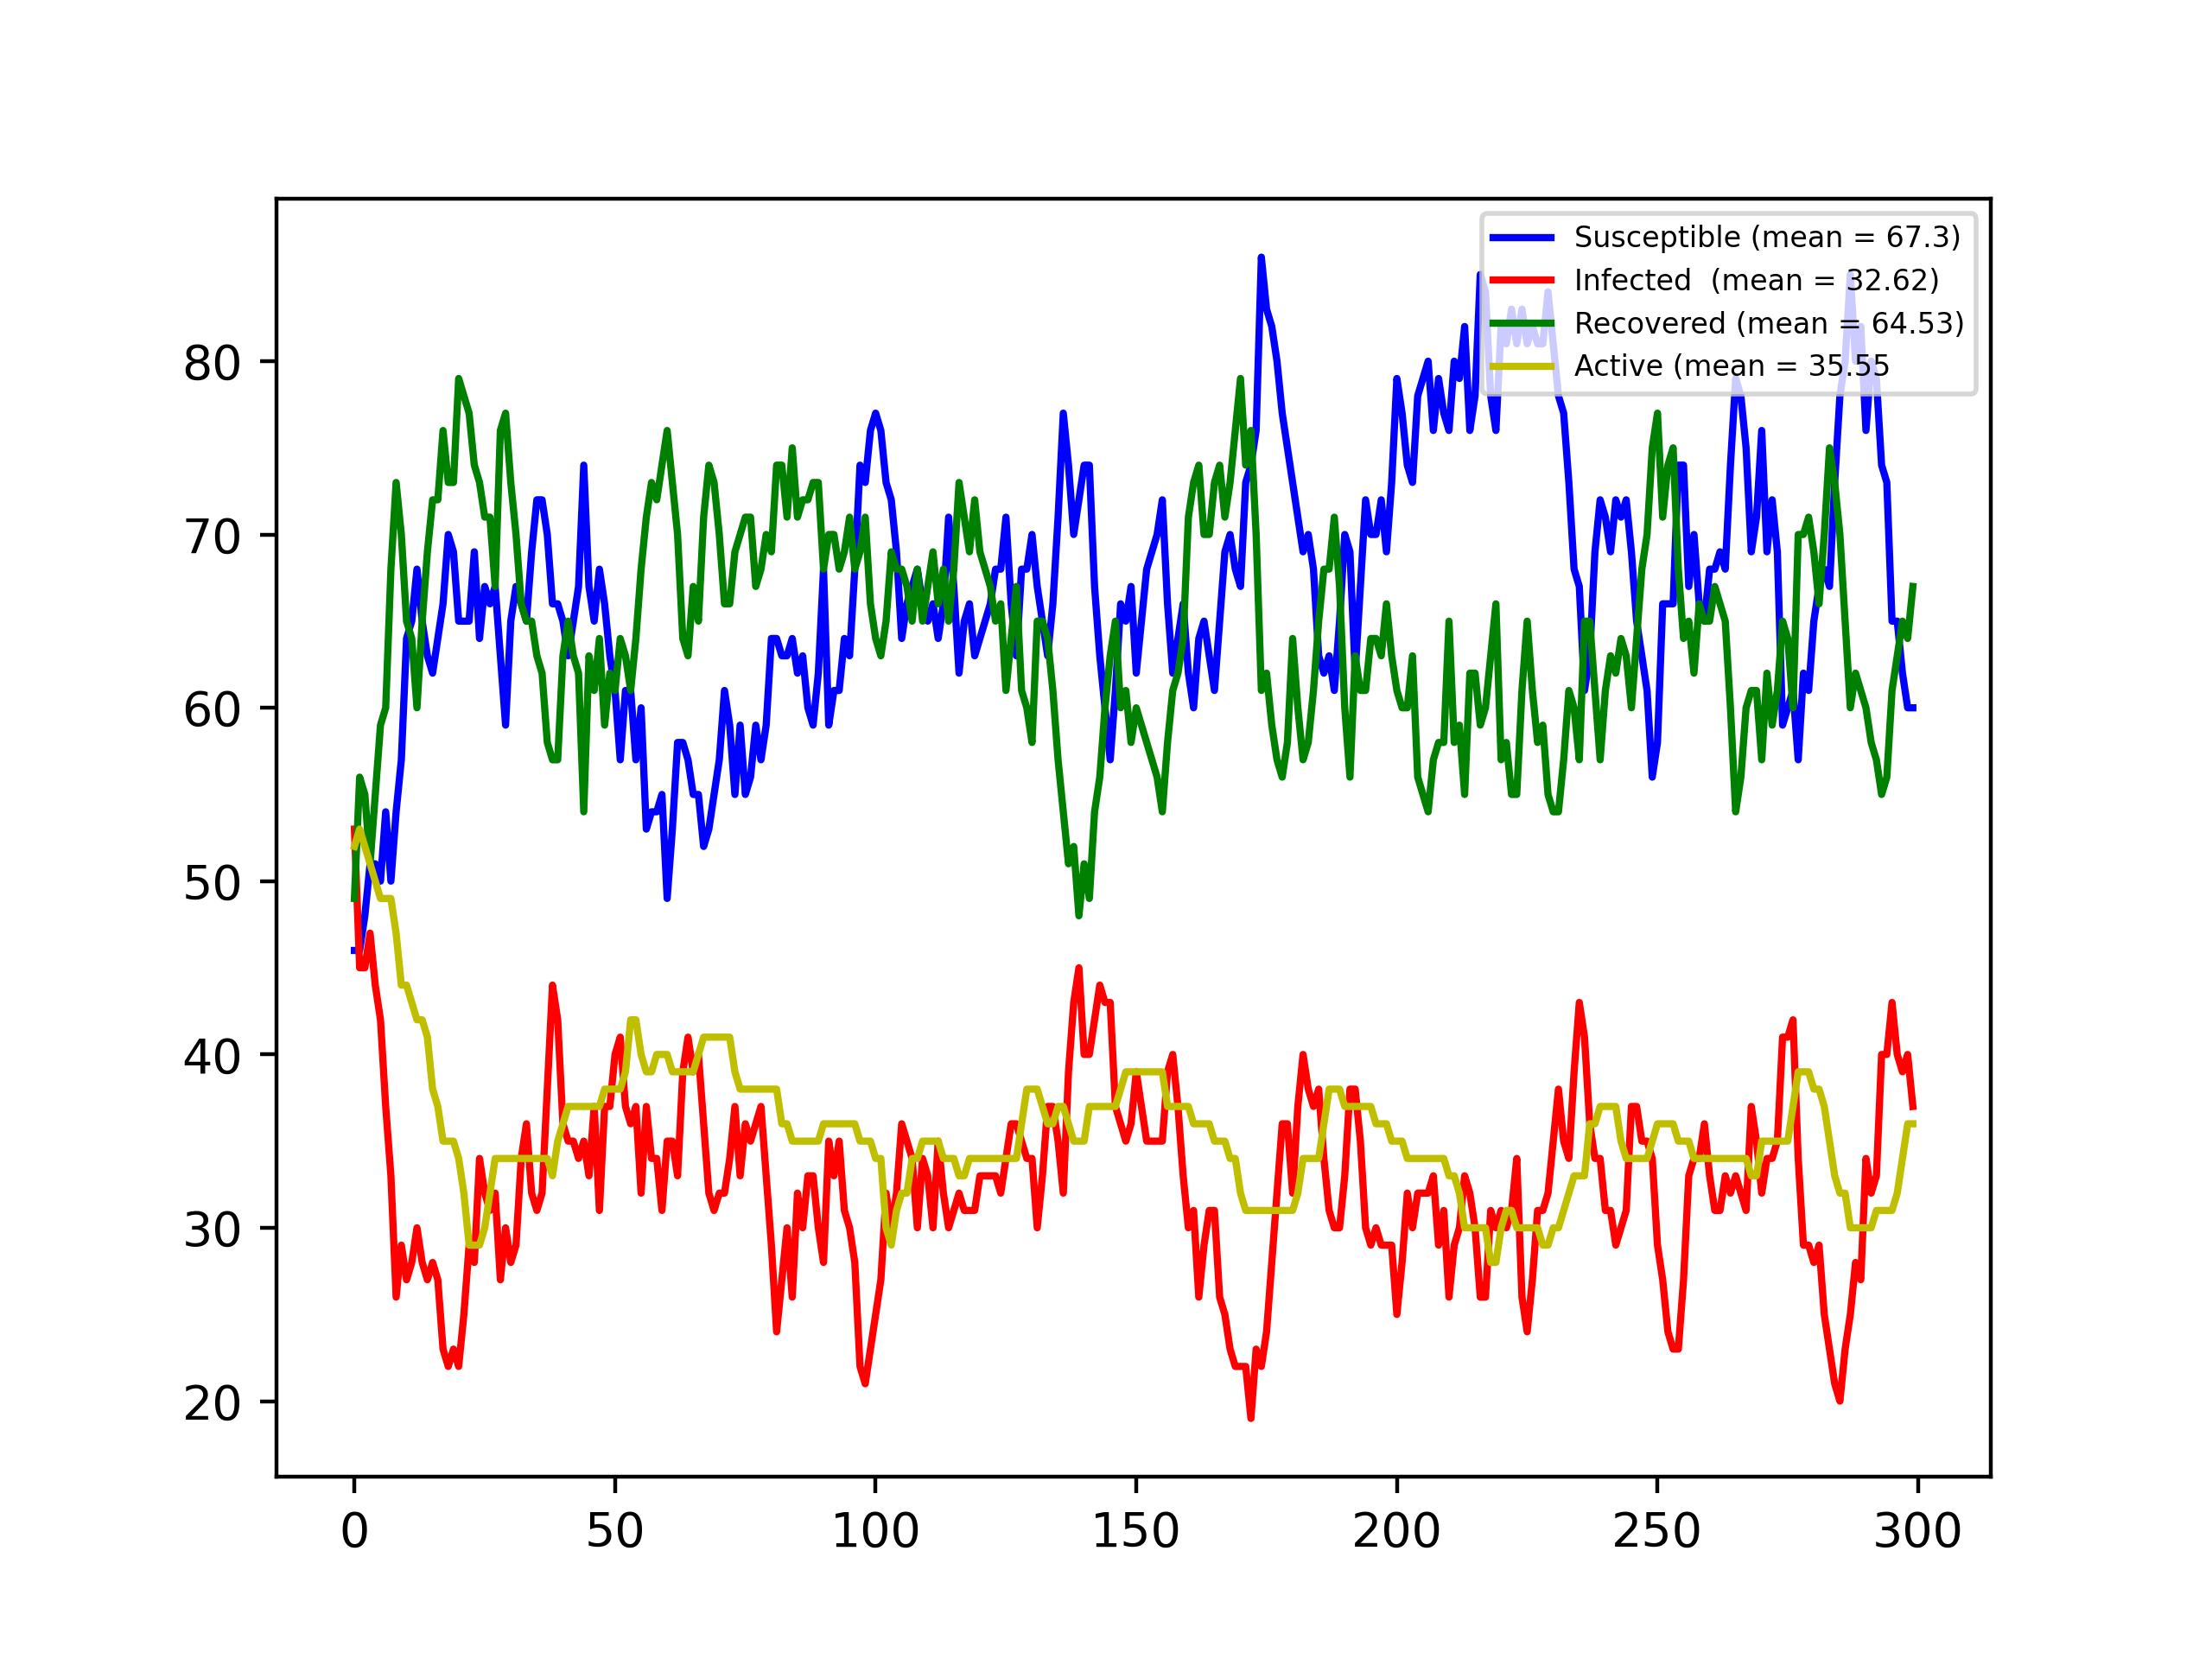 Susceptible (mean = 67.3)
Infected  (mean = 32.62)
Recovered (mean = 64.53)
Active (mean = 35.55
80
70
60
50
40
30
20
0 50 100 150 200 250 300